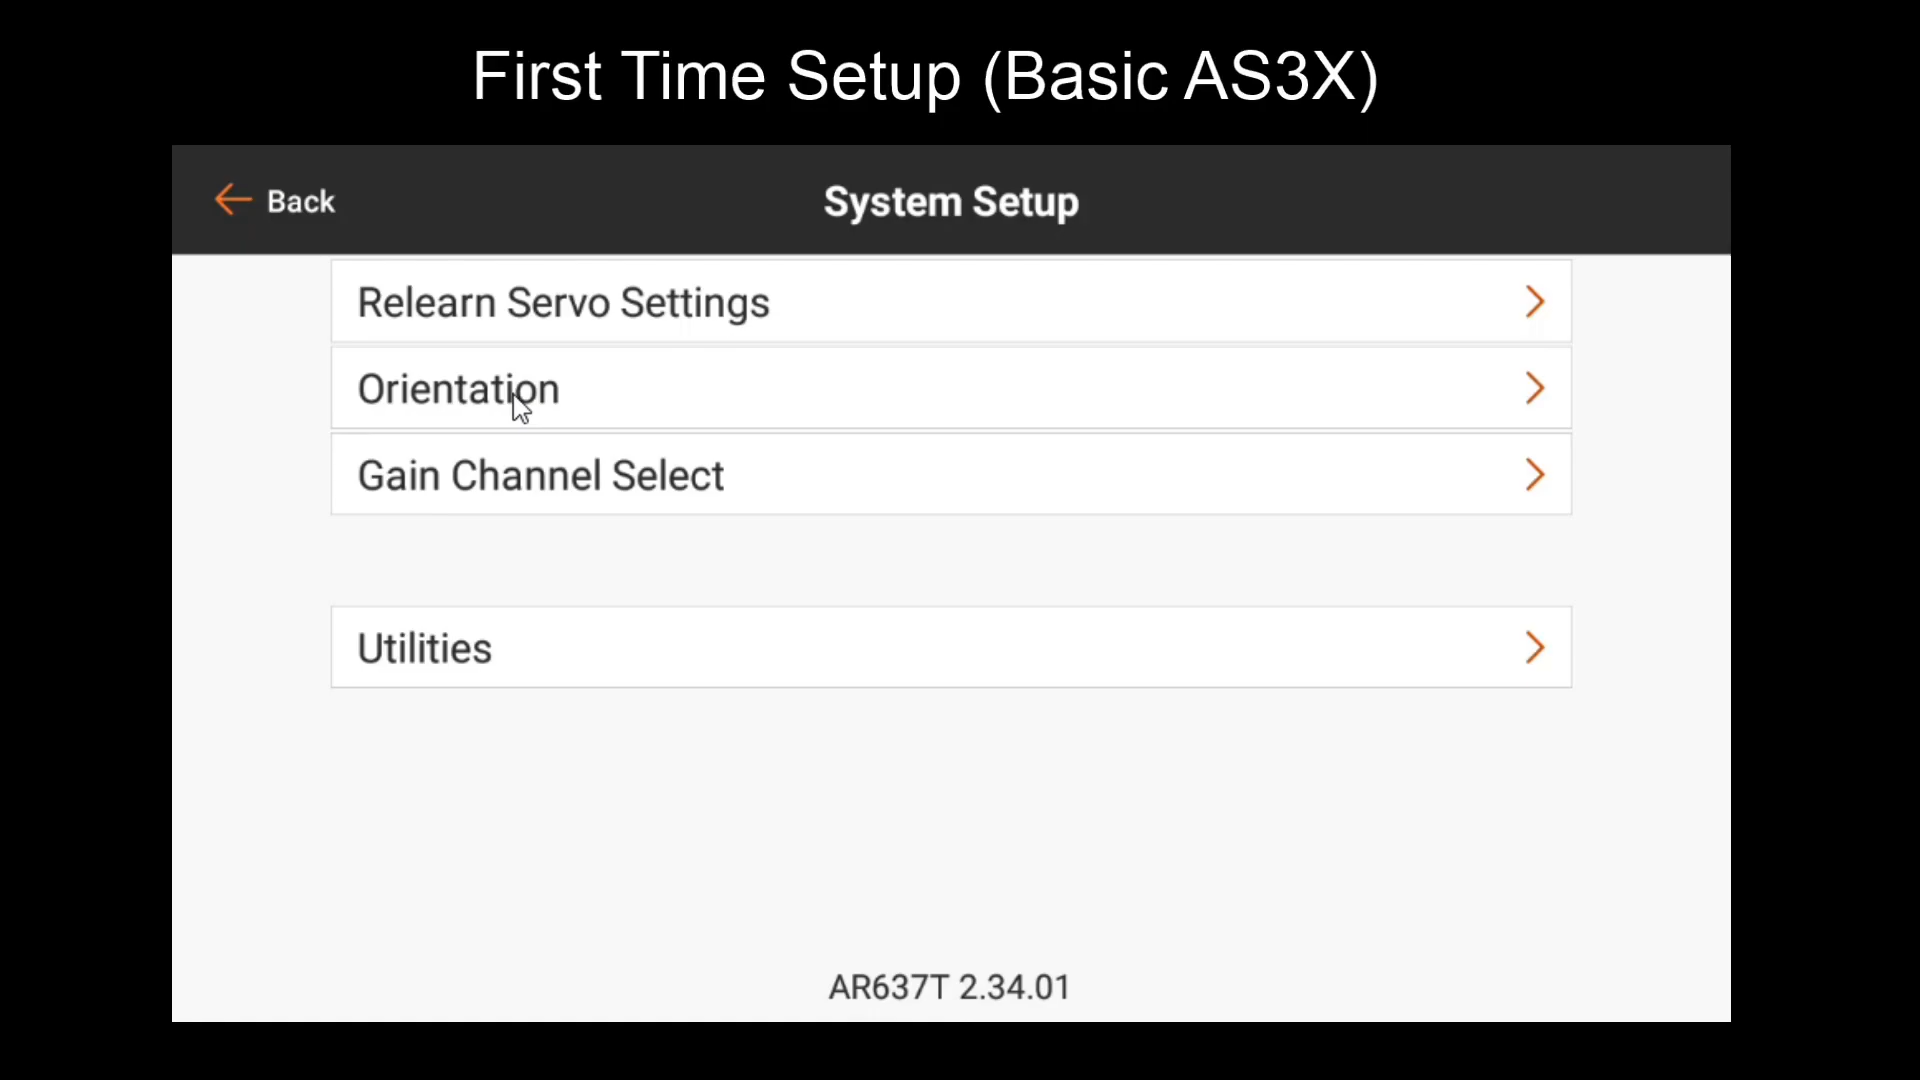 First Time Setup (Basic AS3X)
Back
System Setup
Relearn Servo Settings
Orientation
Gain Channel Select
Utilities
AR637T 2.34.01